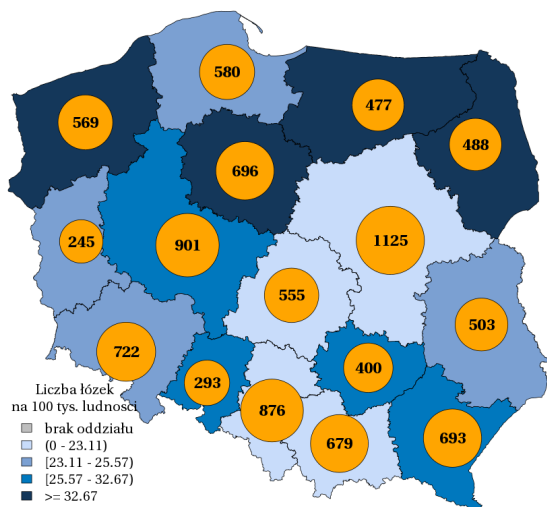 580
477
569
488
696
245
901
1125
555
503
722
400
293
876
679
693
Liczba łózek
na 100 tys. ludności
brak oddziału
(0 - 23.11)
[23.11 - 25.57)
[25.57 - 32.67)
>= 32.67